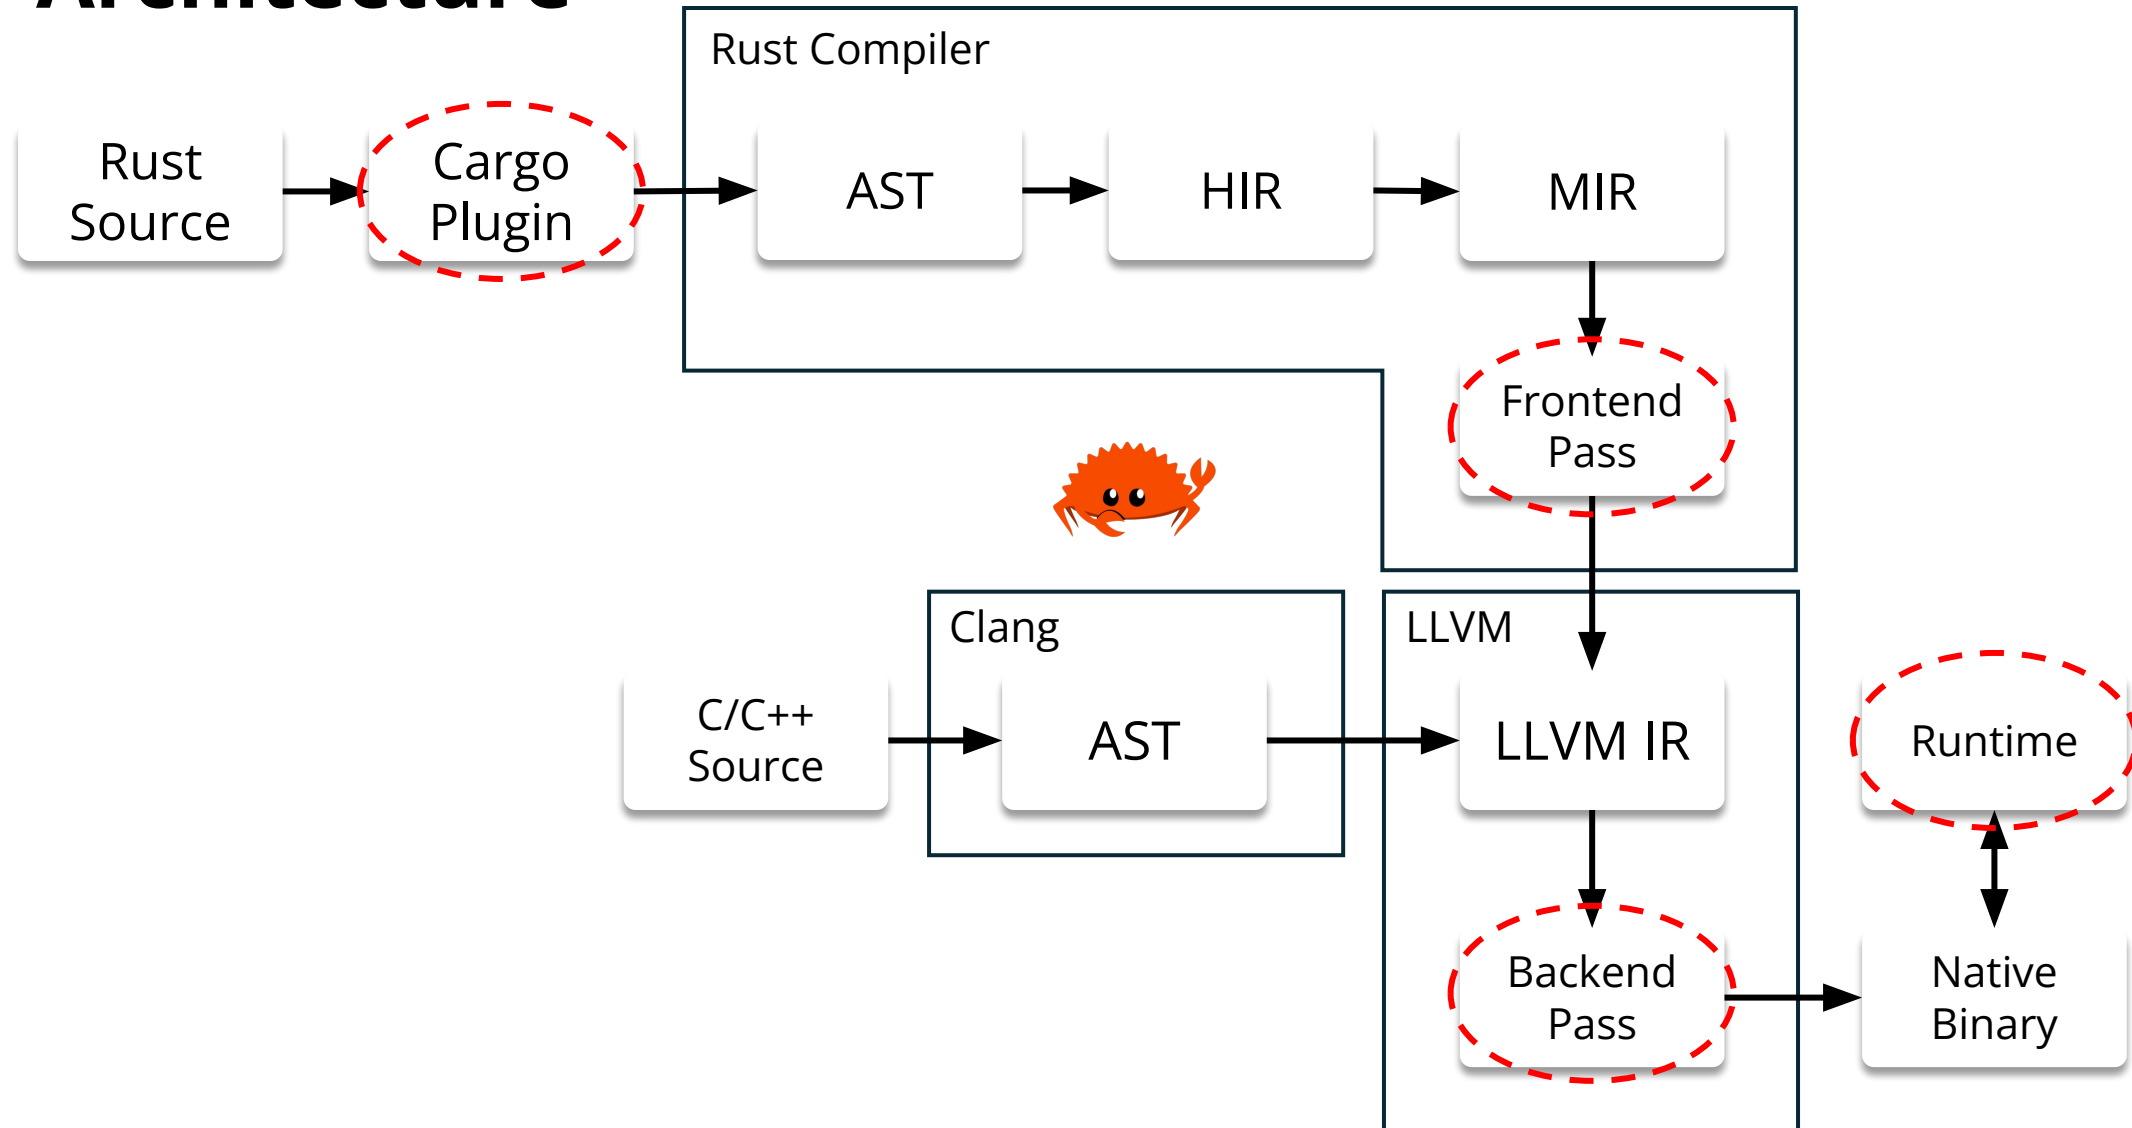 Architecture
Rust Compiler
Rust
Source
Cargo
Plugin
AST
HIR
MIR
Frontend
Pass
Clang
LLVM
C/C++
Source
AST
LLVM IR
Runtime
Backend
Pass
Native
Binary